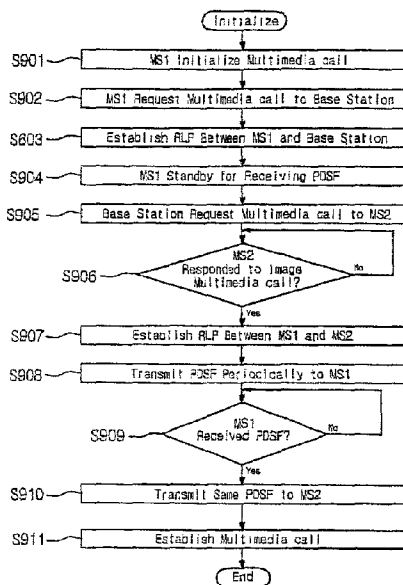 Initialize
S901 MS1 Initialize Multimedia call
S902 MS1 Request Multimedia call to Base Station
S603 Establish RLP Between MS1 and Base Station
S904 MS1 Standby for Receiving PDSF
S905 Base Station Request Multimedia call to MS2
MS2
S906 Responded to Image No
Multimedia call?
Yes
S907 Establish RLP Between MS1 and MS2
S908 Transmit PDSF Periodically to MS1
MS1
S909 Received PDSF? No
Yes
S910 Transmit Same PDSF to MS2
S911 Establish Multimedia call
End